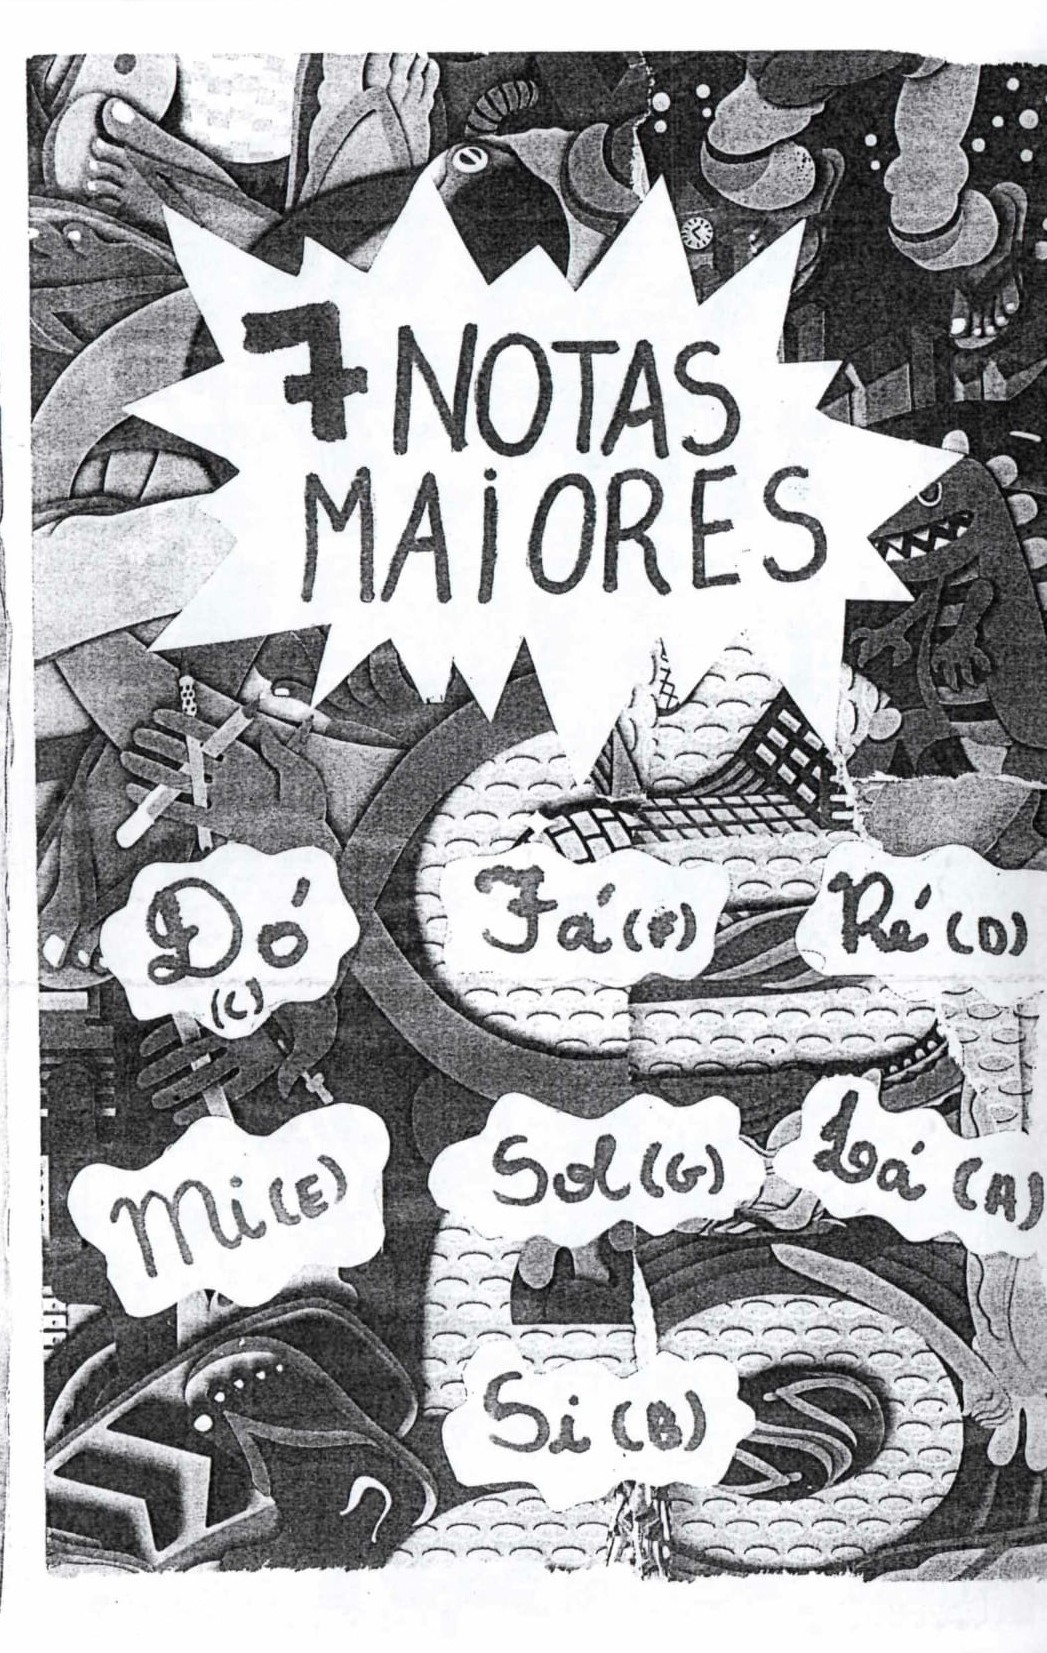 7 NOTAS
MAiORES
Dó
(C)
Fá (F)
Ré (D)
Mi (E)
Sol (G)
Lá (A)
Si (B)